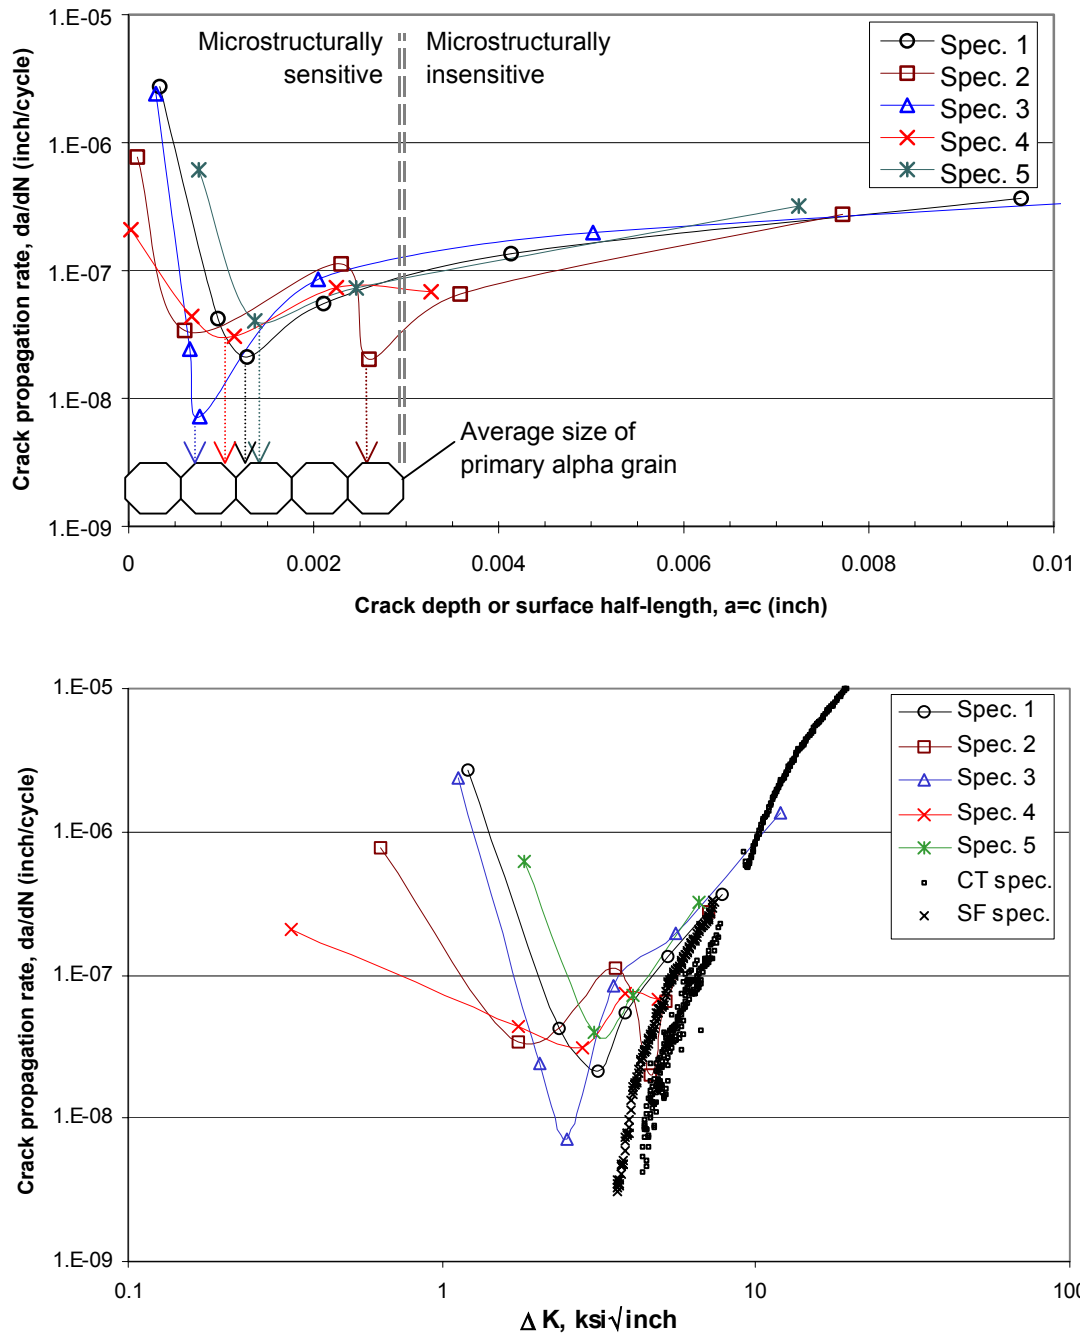 1.E-05
Microstructurally
sensitive
Microstructurally
insensitive
Spec. 1
Spec. 2
Spec. 3
Spec. 4
Spec. 5
1.E-06
1.E-07
1.E-08
1.E-09
Crack propagation rate, da/dN (inch/cycle)
Average size of
primary alpha grain
0 0.002 0.004 0.006 0.008 0.01
Crack depth or surface half-length, a=c (inch)
1.E-05
Spec. 1
Spec. 2
Spec. 3
Spec. 4
Spec. 5
CT spec.
SF spec.
1.E-06
1.E-07
1.E-08
1.E-09
Crack propagation rate, da/dN (inch/cycle)
0.1 1 10 100
Δ K, ksi√inch